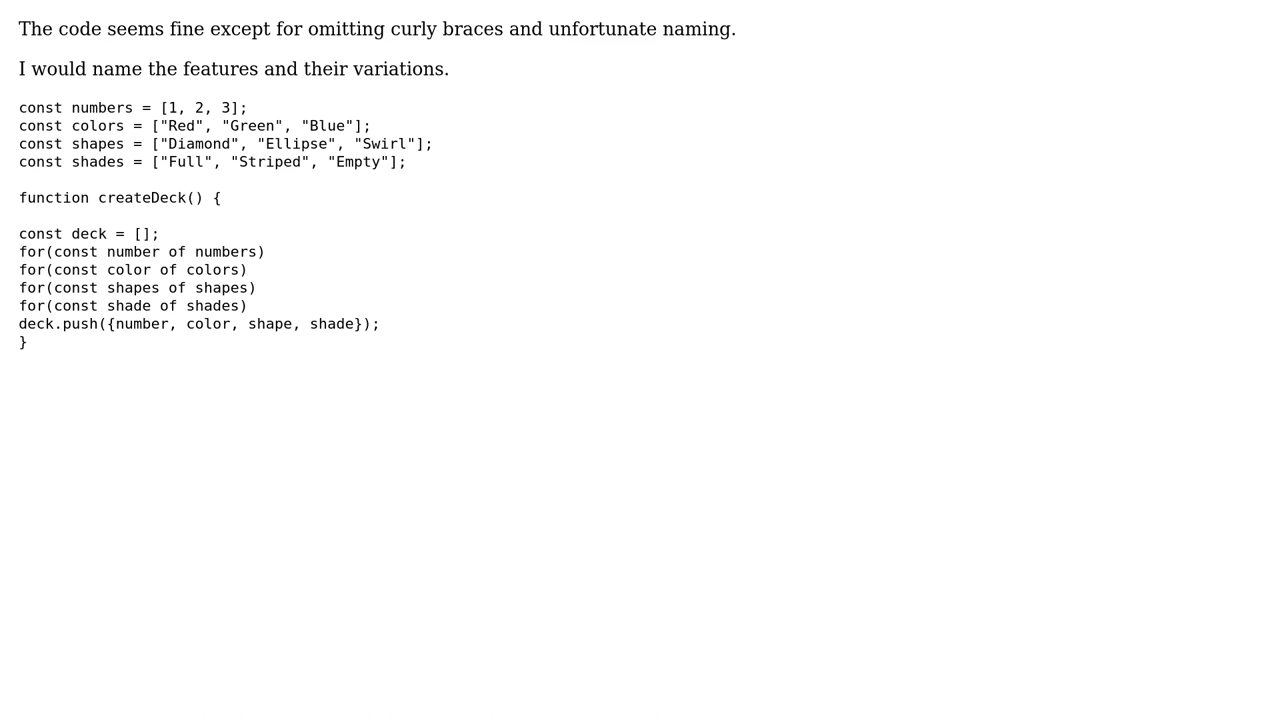 The code seems fine except for omitting curly braces and unfortunate naming.
I would name the features and their variations.
const numbers = [1, 2, 3];
const colors = ["Red", "Green", "Blue"];
const shapes = ["Diamond", "Ellipse", "Swirl"];
const shades = ["Full", "Striped", "Empty"];
function createDeck() {
const deck = [];
for(const number of numbers)
for(const color of colors)
for(const shapes of shapes)
for(const shade of shades)
deck.push({number, color, shape, shade});
}